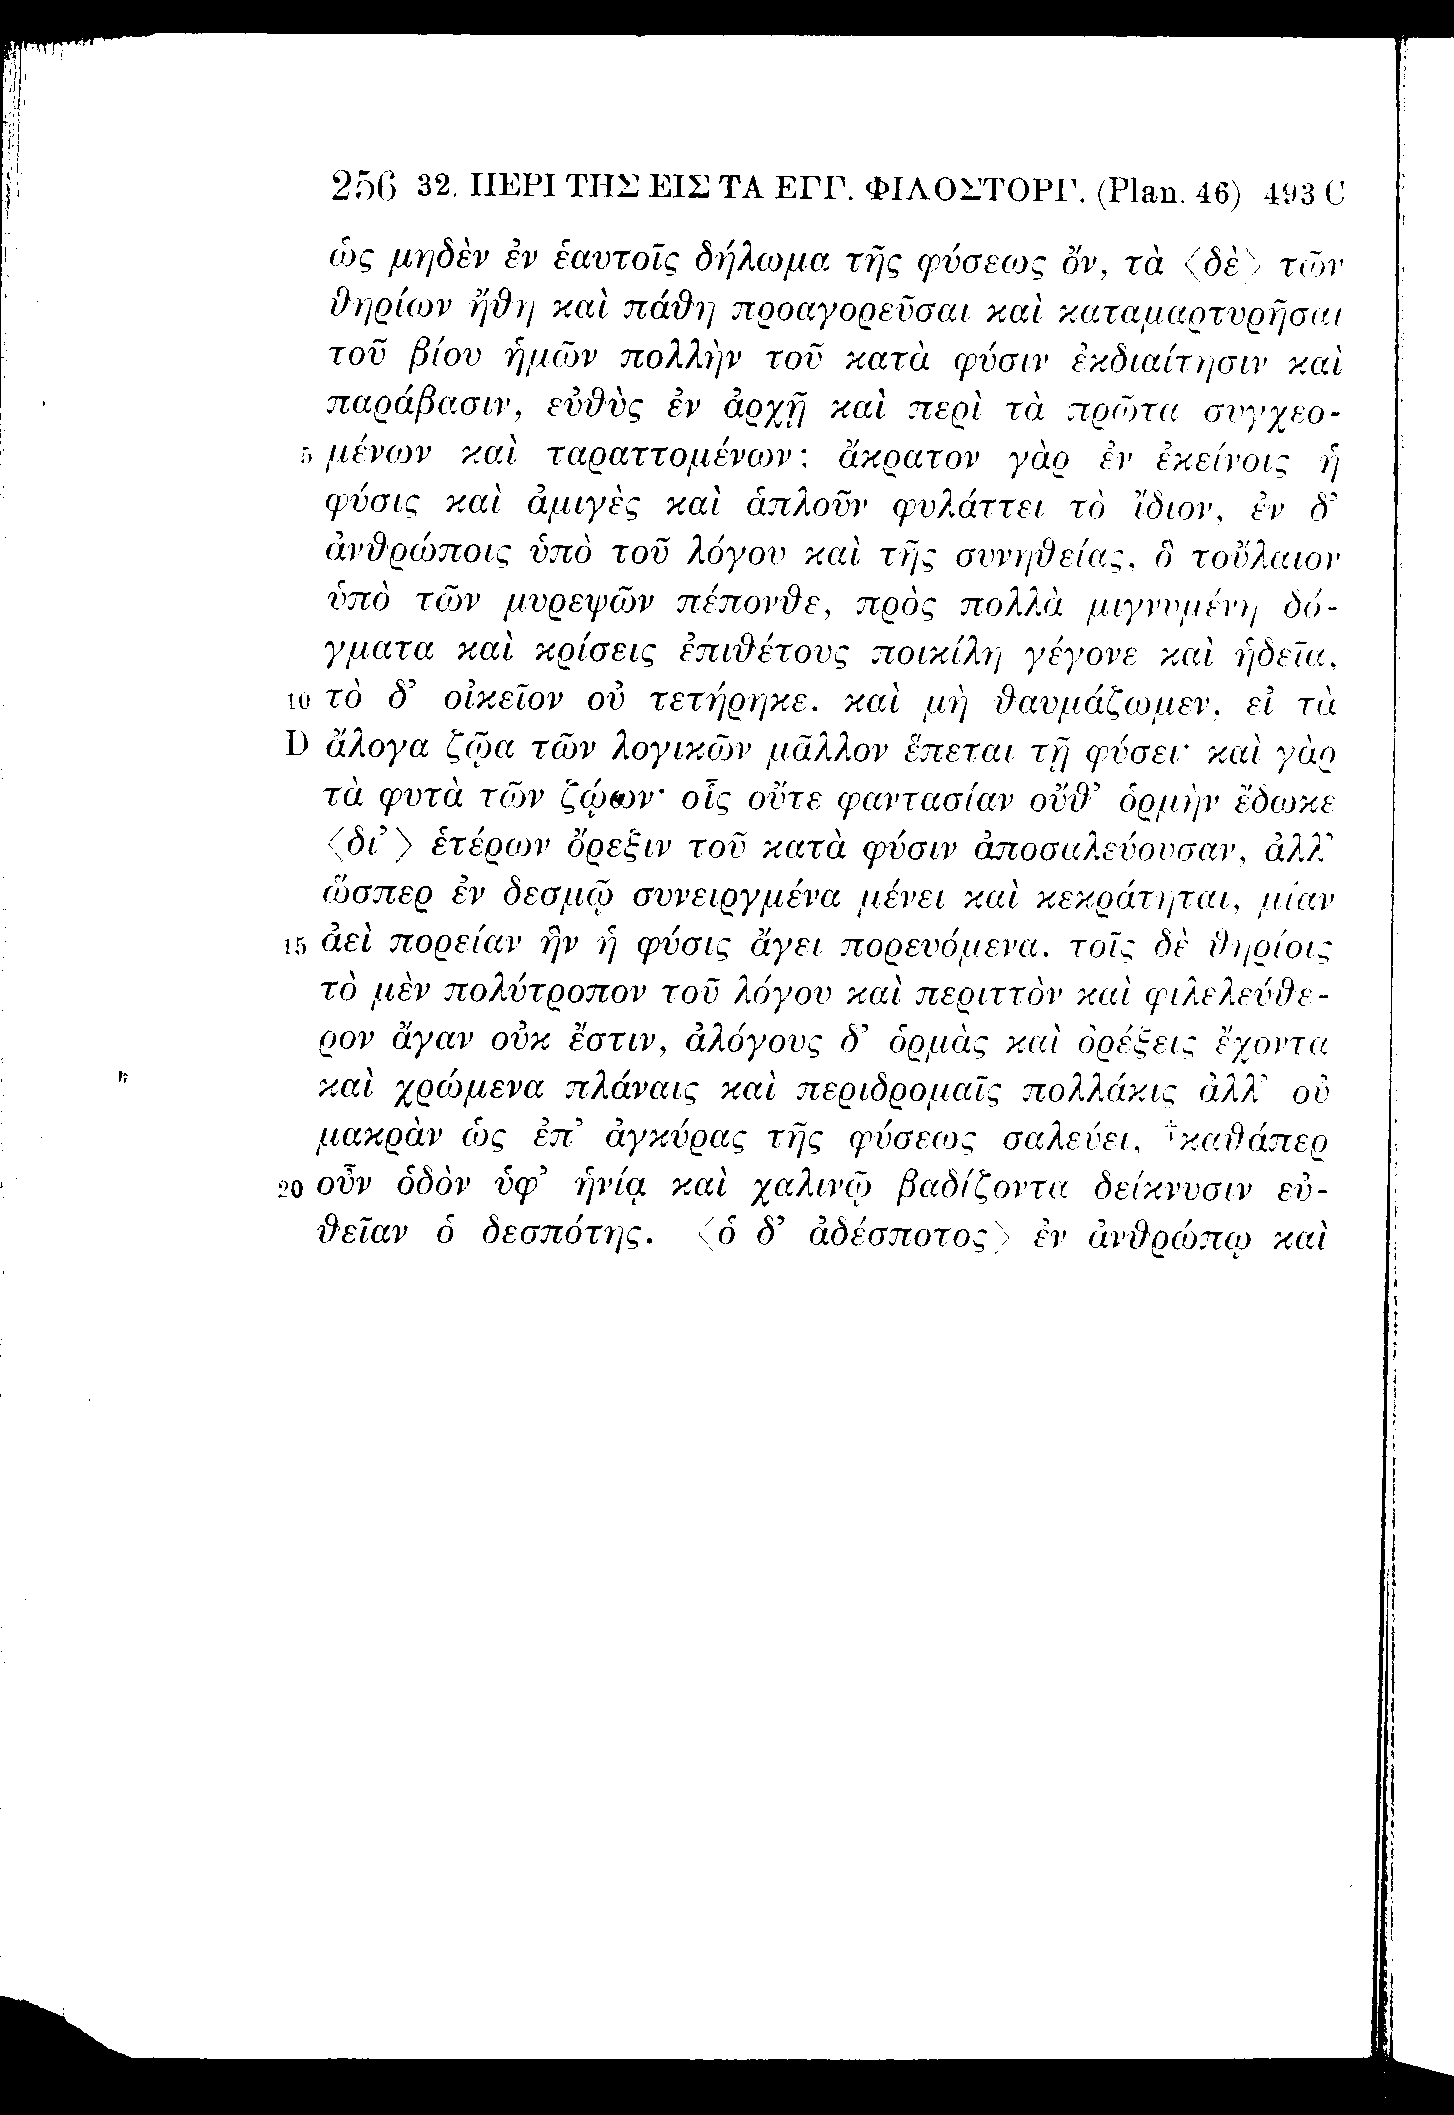 256 32. ΠΕΡΙ ΤΗΣ ΕΙΣ ΤΑ ΕΓΓ. ΦΙΛΟΣΤΟΡΓ. (Plan. 46) 493 C
ὡς μηδὲν ἐν ἑαυτοῖς δήλωμα τῆς φύσεως ὄν, τὰ ⟨δὲ⟩ τῶν
θηρίων ἤθη καὶ πάθη προαγορεῦσαι καὶ καταμαρτυρῆσαι
τοῦ βίου ἡμῶν πολλὴν τοῦ κατὰ φύσιν ἐκδιαίτησιν καὶ
παράβασιν, εὐθὺς ἐν ἀρχῇ καὶ περὶ τὰ πρῶτα συγχεο-
5 μένων καὶ ταραττομένων; ἄκρατον γὰρ ἐν ἐκείνοις ἡ
φύσις καὶ ἀμιγὲς καὶ ἁπλοῦν φυλάττει τὸ ἴδιον, ἐν δ’
ἀνθρώποις ὑπὸ τοῦ λόγου καὶ τῆς συνηθείας, ὃ τοὔλαιον
ὑπὸ τῶν μυρεψῶν πέπονθε, πρὸς πολλὰ μιγνυμένη δό-
γματα καὶ κρίσεις ἐπιθέτους ποικίλη γέγονε καὶ ἡδεῖα,
10 τὸ δ’ οἰκεῖον οὐ τετήρηκε. καὶ μὴ θαυμάζωμεν, εἰ τὰ
D ἄλογα ζῷα τῶν λογικῶν μᾶλλον ἕπεται τῇ φύσει· καὶ γὰρ
τὰ φυτὰ τῶν ζῴων· οἷς οὔτε φαντασίαν οὔθ’ ὁρμὴν ἔδωκε
⟨δι’⟩ ἑτέρων ὄρεξιν τοῦ κατὰ φύσιν ἀποσαλεύουσαν, ἀλλ’
ὥσπερ ἐν δεσμῷ συνειργμένα μένει καὶ κεκράτηται, μίαν
15 ἀεὶ πορείαν ἣν ἡ φύσις ἄγει πορευόμενα. τοῖς δὲ θηρίοις
τὸ μὲν πολύτροπον τοῦ λόγου καὶ περιττὸν καὶ φιλελεύθε-
ρον ἄγαν οὐκ ἔστιν, ἀλόγους δ’ ὁρμὰς καὶ ὀρέξεις ἔχοντα
καὶ χρώμενα πλάναις καὶ περιδρομαῖς πολλάκις ἀλλ’ οὐ
μακρὰν ὡς ἐπ’ ἀγκύρας τῆς φύσεως σαλεύει, †καθάπερ
20 οὖν ὁδὸν ὑφ’ ἡνίᾳ καὶ χαλινῷ βαδίζοντα δείκνυσιν εὐ-
θεῖαν ὁ δεσπότης. ⟨ὁ δ’ ἀδέσποτος⟩ ἐν ἀνθρώπῳ καὶ